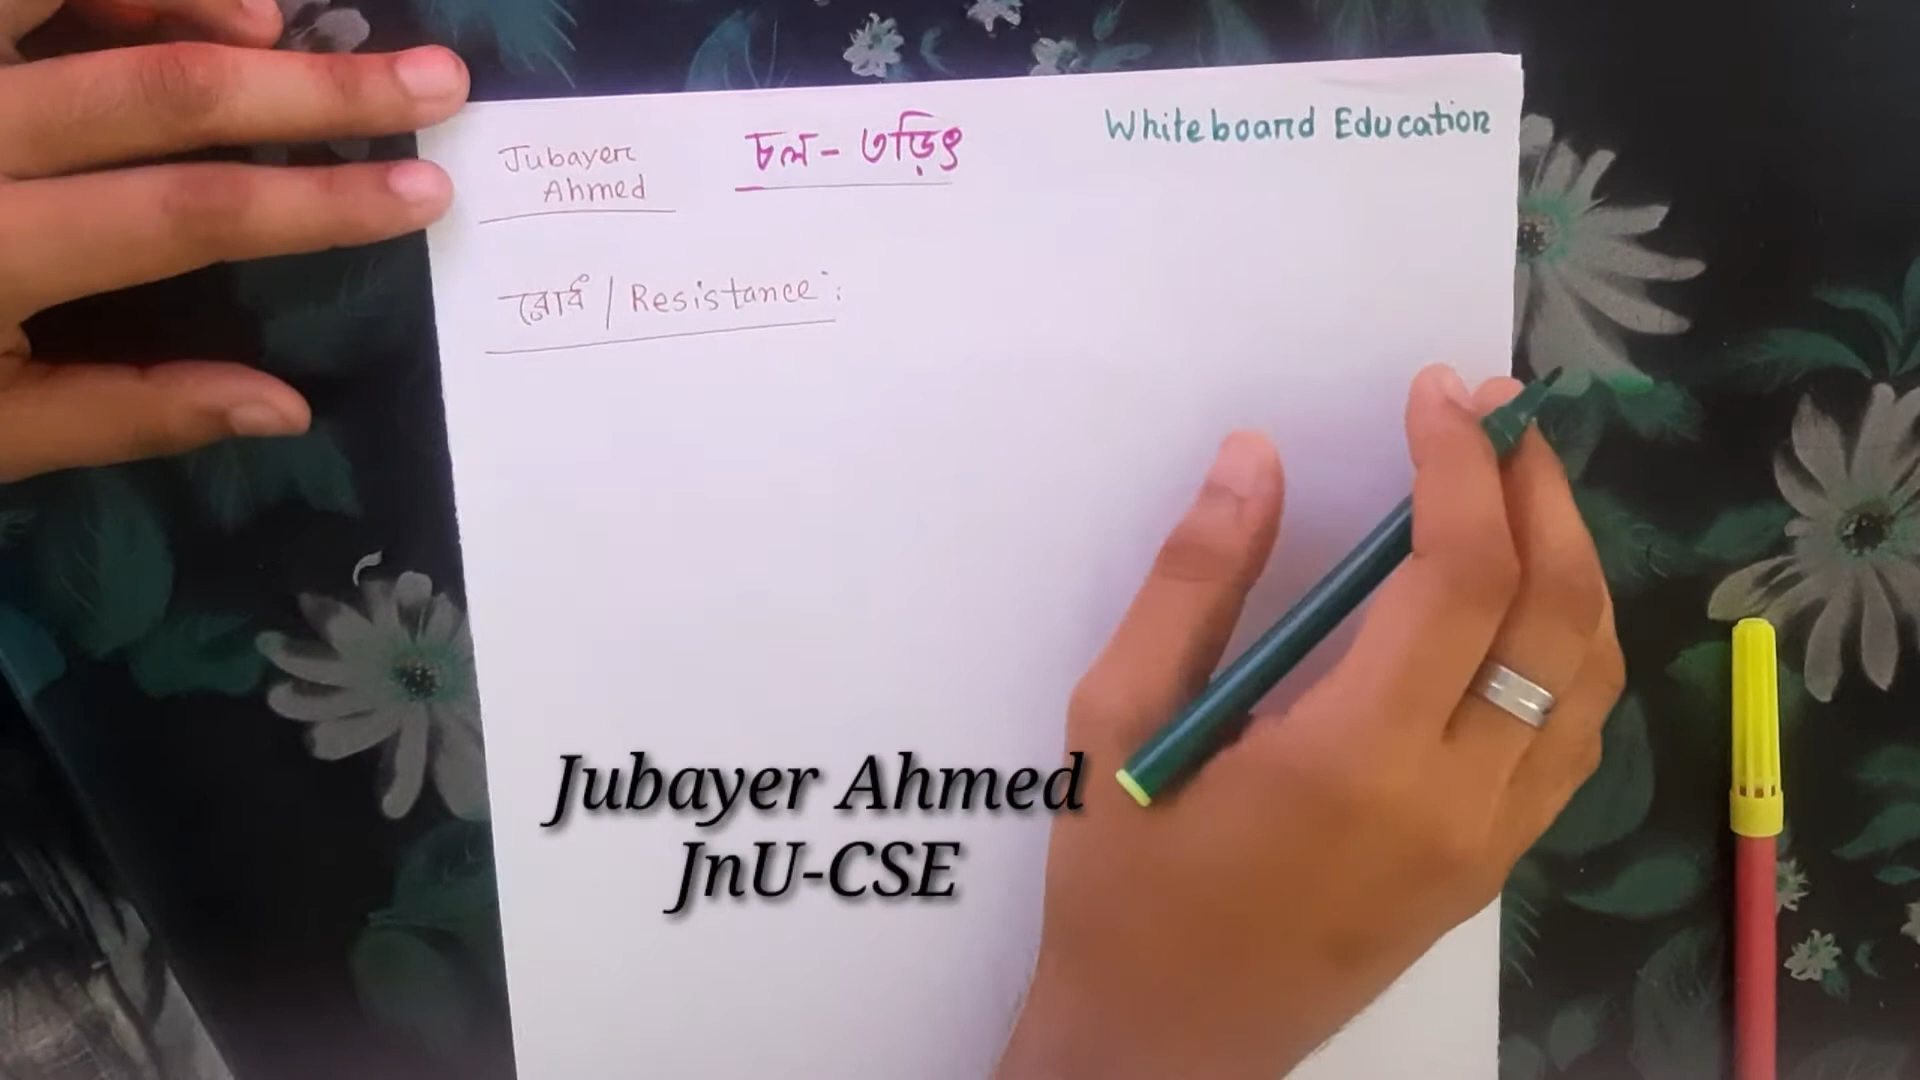 Jubayer
Ahmed
চল-তড়িৎ
Whiteboard Education
রোধ / Resistance :
Jubayer Ahmed
JnU-CSE